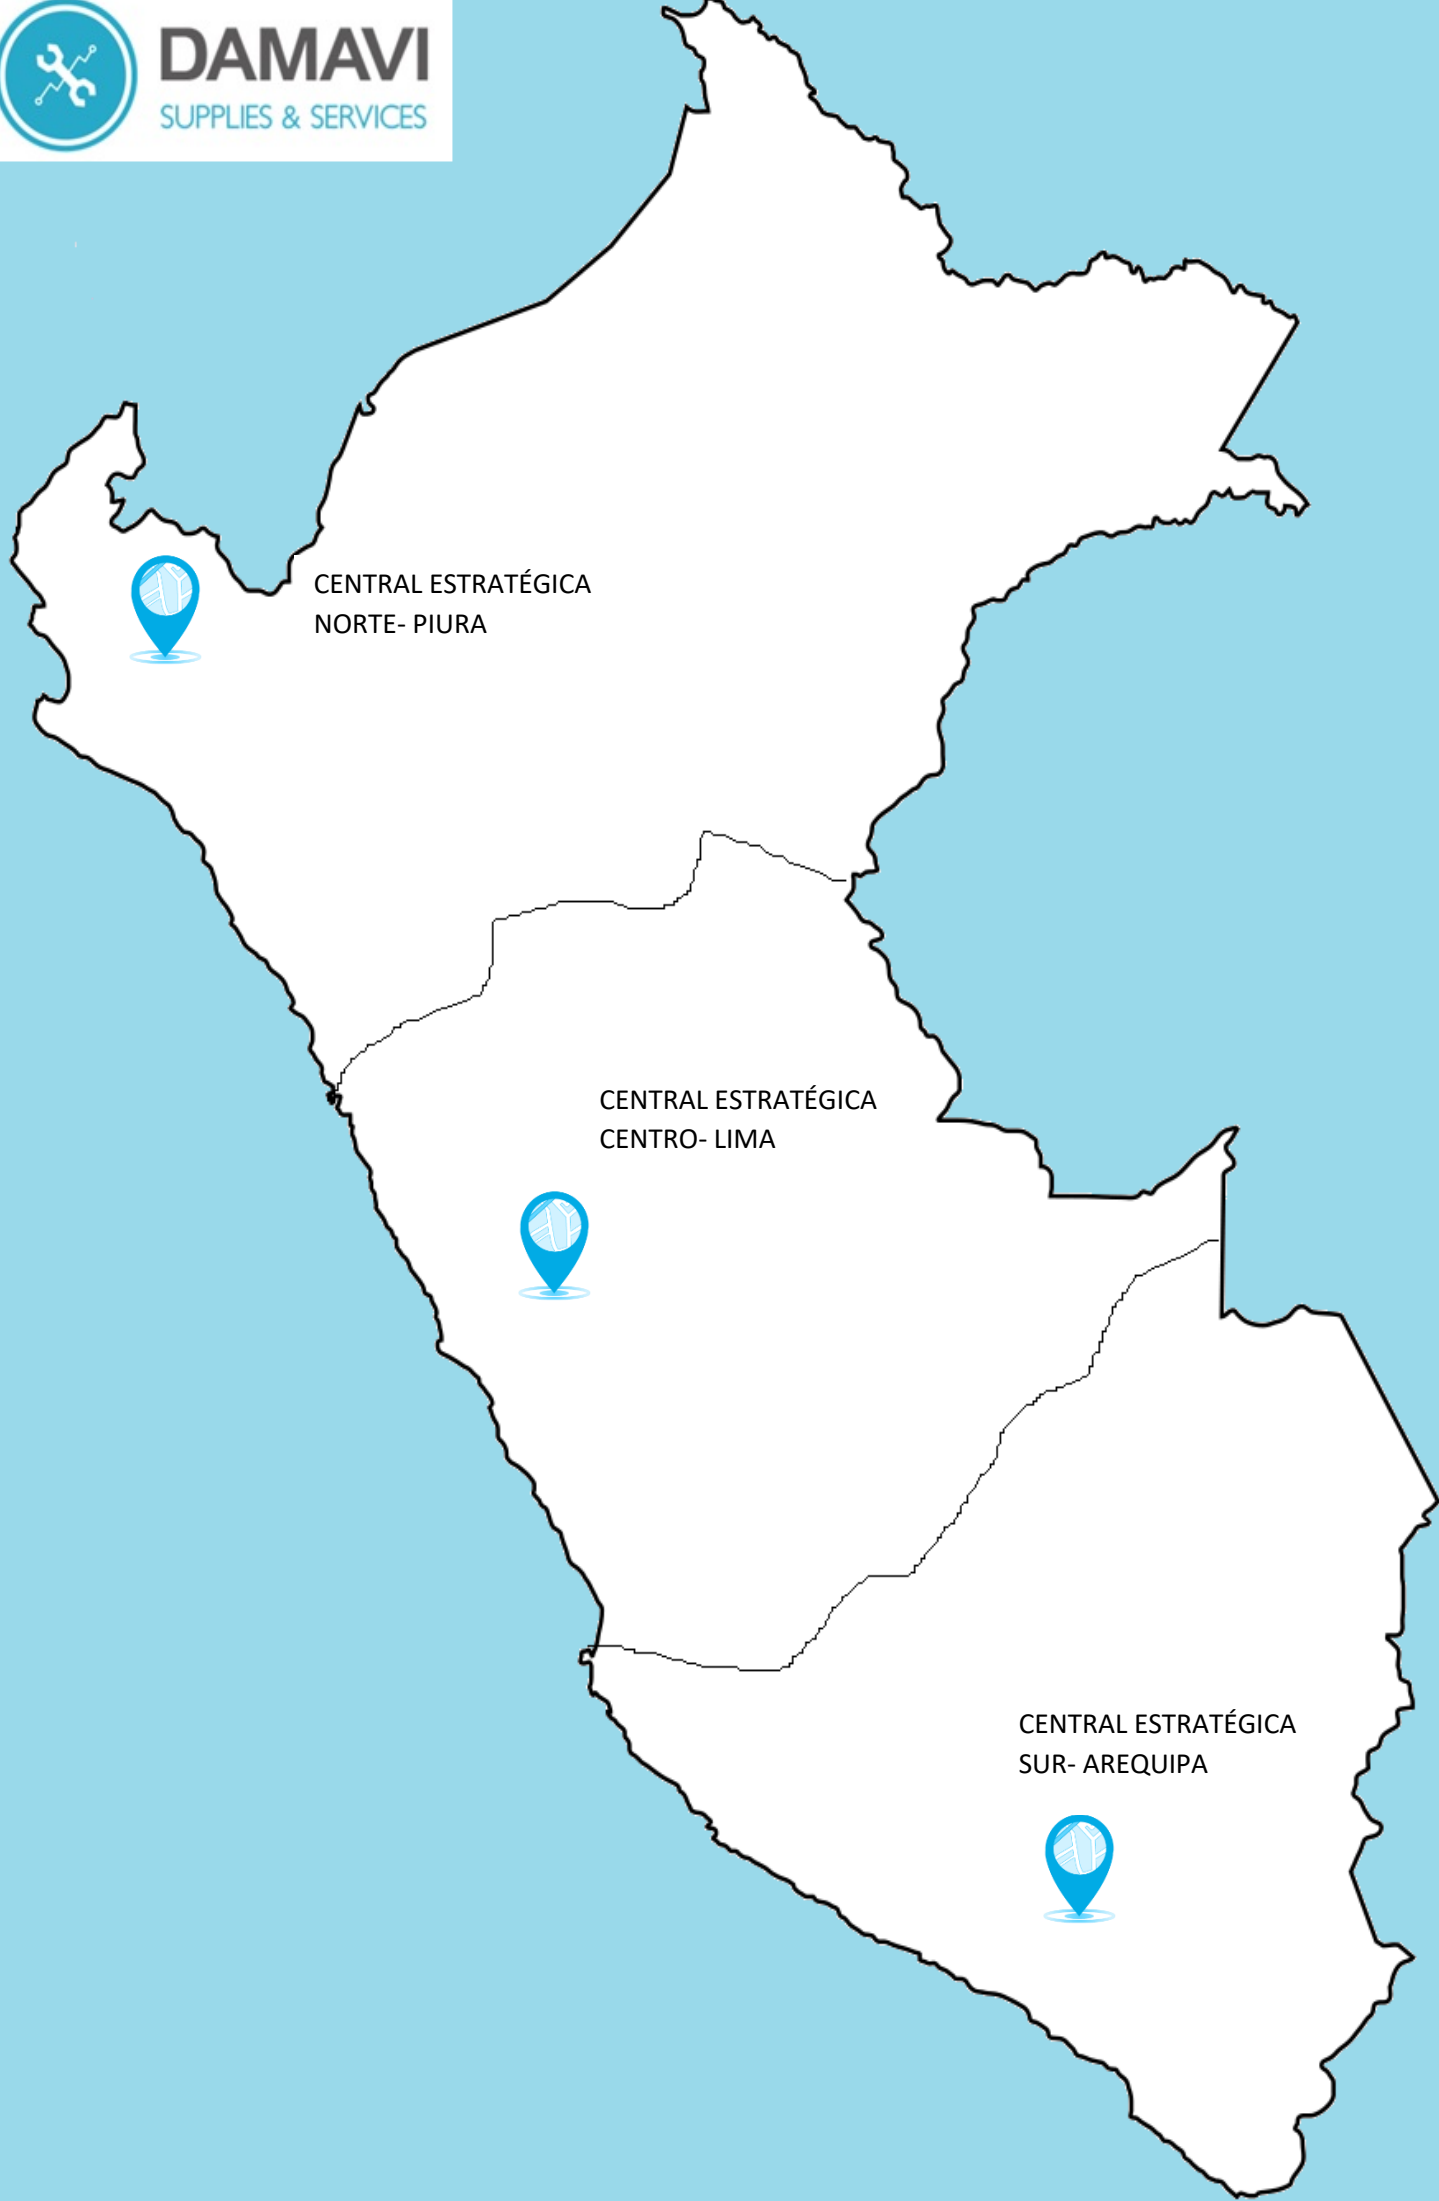 DAMAVI
SUPPLIES & SERVICES
CENTRAL ESTRATÉGICA
NORTE- PIURA
CENTRAL ESTRATÉGICA
CENTRO- LIMA
CENTRAL ESTRATÉGICA
SUR- AREQUIPA